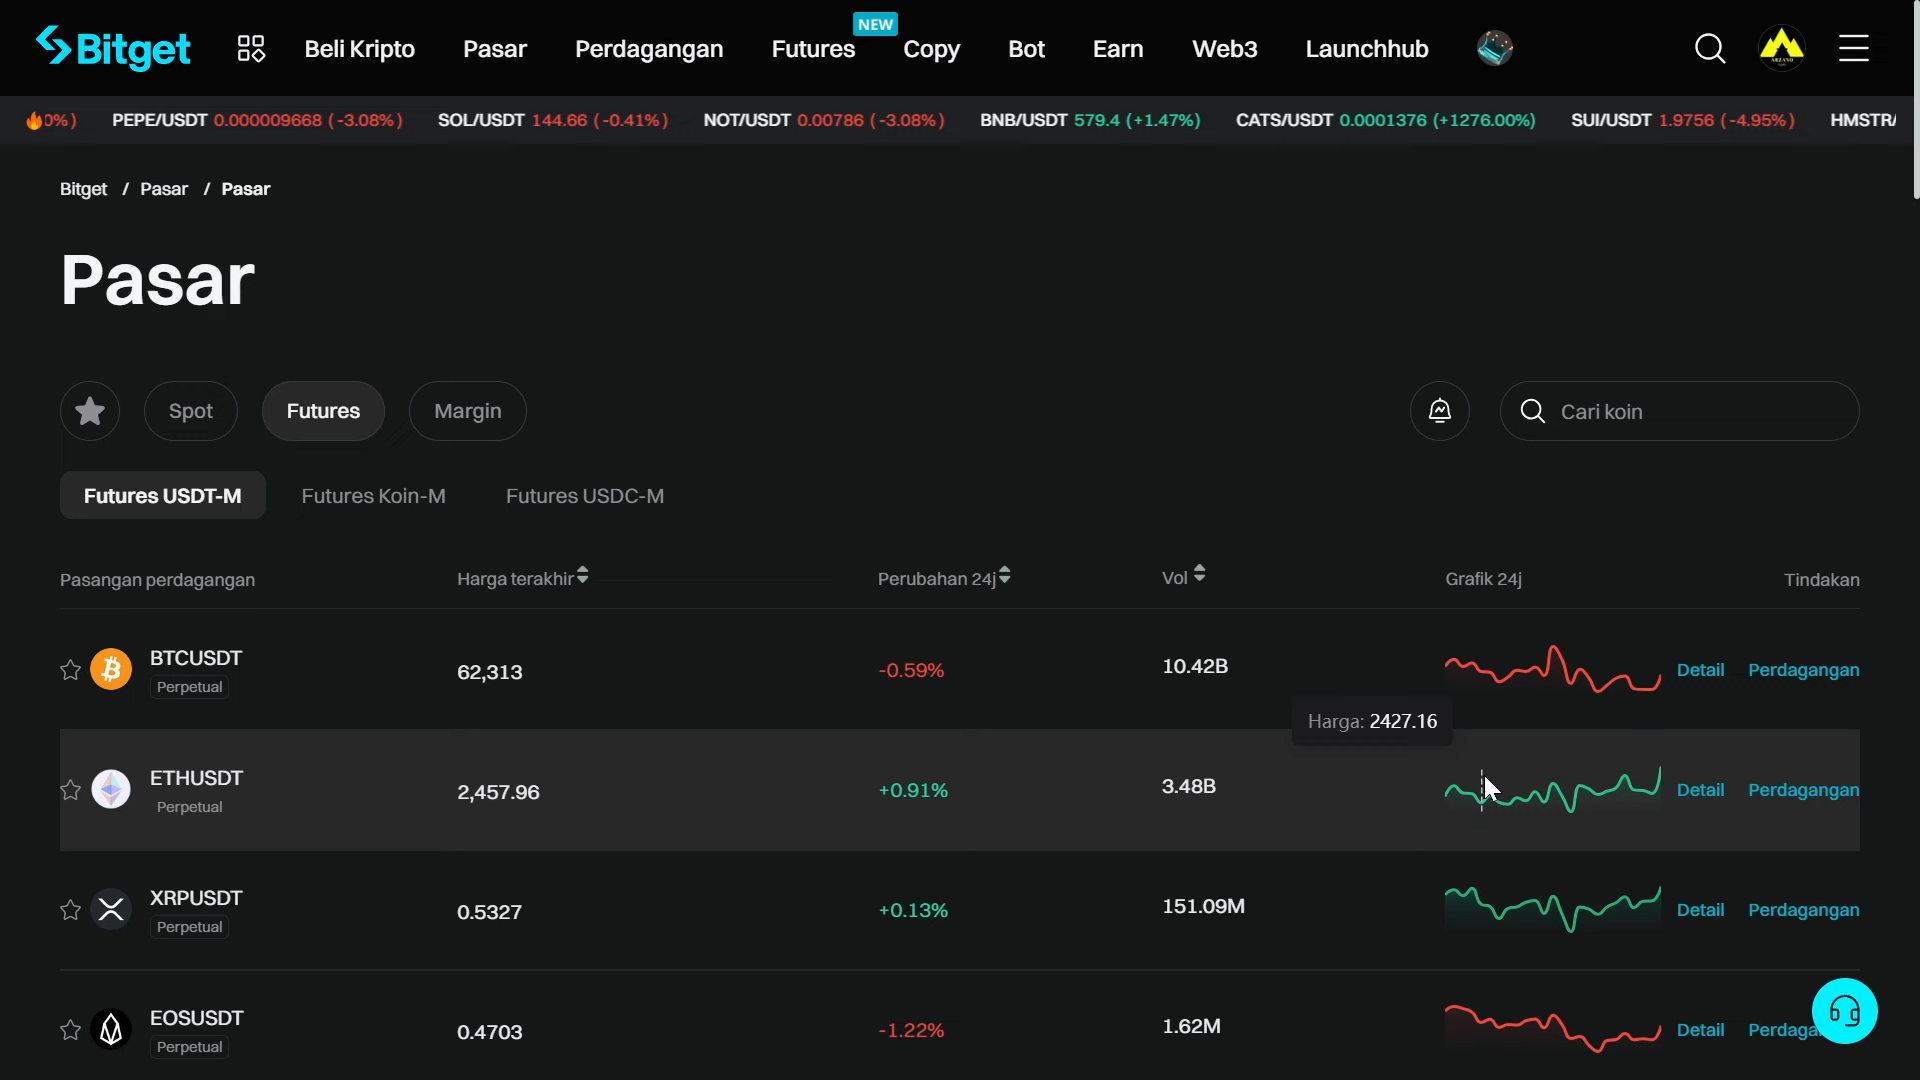 Bitget Beli Kripto Pasar Perdagangan Futures NEW Copy Bot Earn Web3 Launchhub
0%) PEPE/USDT 0.000009668 (-3.08%) SOL/USDT 144.66 (-0.41%) NOT/USDT 0.00786 (-3.08%) BNB/USDT 579.4 (+1.47%) CATS/USDT 0.0001376 (+1276.00%) SUI/USDT 1.9756 (-4.95%) HMSTR/
Bitget / Pasar / Pasar
Pasar
Spot Futures Margin Cari koin
Futures USDT-M Futures Koin-M Futures USDC-M
Pasangan perdagangan Harga terakhir Perubahan 24j Vol Grafik 24j Tindakan
BTCUSDT
Perpetual
62,313 -0.59% 10.42B Detail Perdagangan
Harga: 2427.16
ETHUSDT
Perpetual
2,457.96 +0.91% 3.48B Detail Perdagangan
XRPUSDT
Perpetual
0.5327 +0.13% 151.09M Detail Perdagangan
EOSUSDT
Perpetual
0.4703 -1.22% 1.62M Detail Perdaga